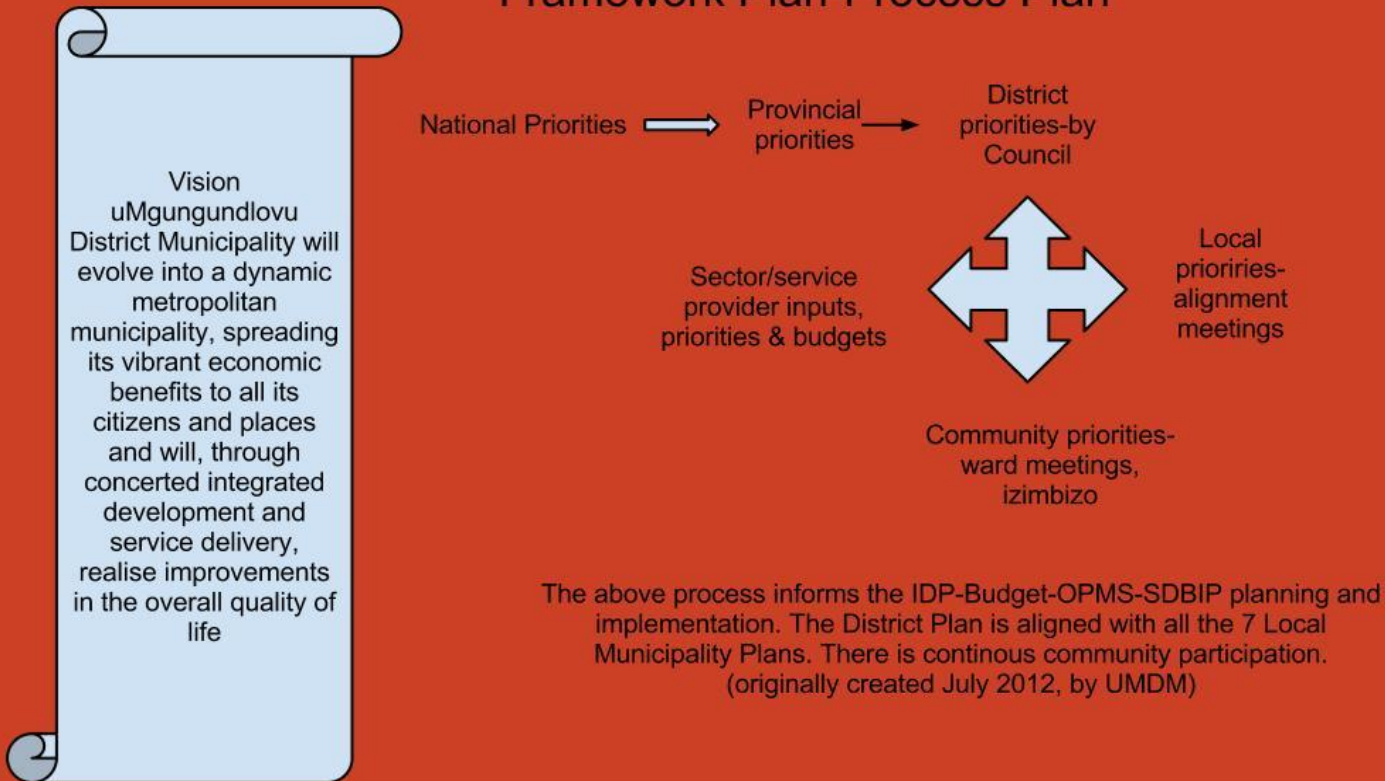 Framework Plan-Process Plan
Vision
uMgungundlovu
District Municipality will
evolve into a dynamic
metropolitan
municipality, spreading
its vibrant economic
benefits to all its
citizens and places
and will, through
concerted integrated
development and
service delivery,
realise improvements
in the overall quality of
life
National Priorities
Provincial
priorities
District
priorities-by
Council
Sector/service
provider inputs,
priorities & budgets
Local
prioriries-
alignment
meetings
Community priorities-
ward meetings,
izimbizo
The above process informs the IDP-Budget-OPMS-SDBIP planning and
implementation. The District Plan is aligned with all the 7 Local
Municipality Plans. There is continous community participation.
(originally created July 2012, by UMDM)